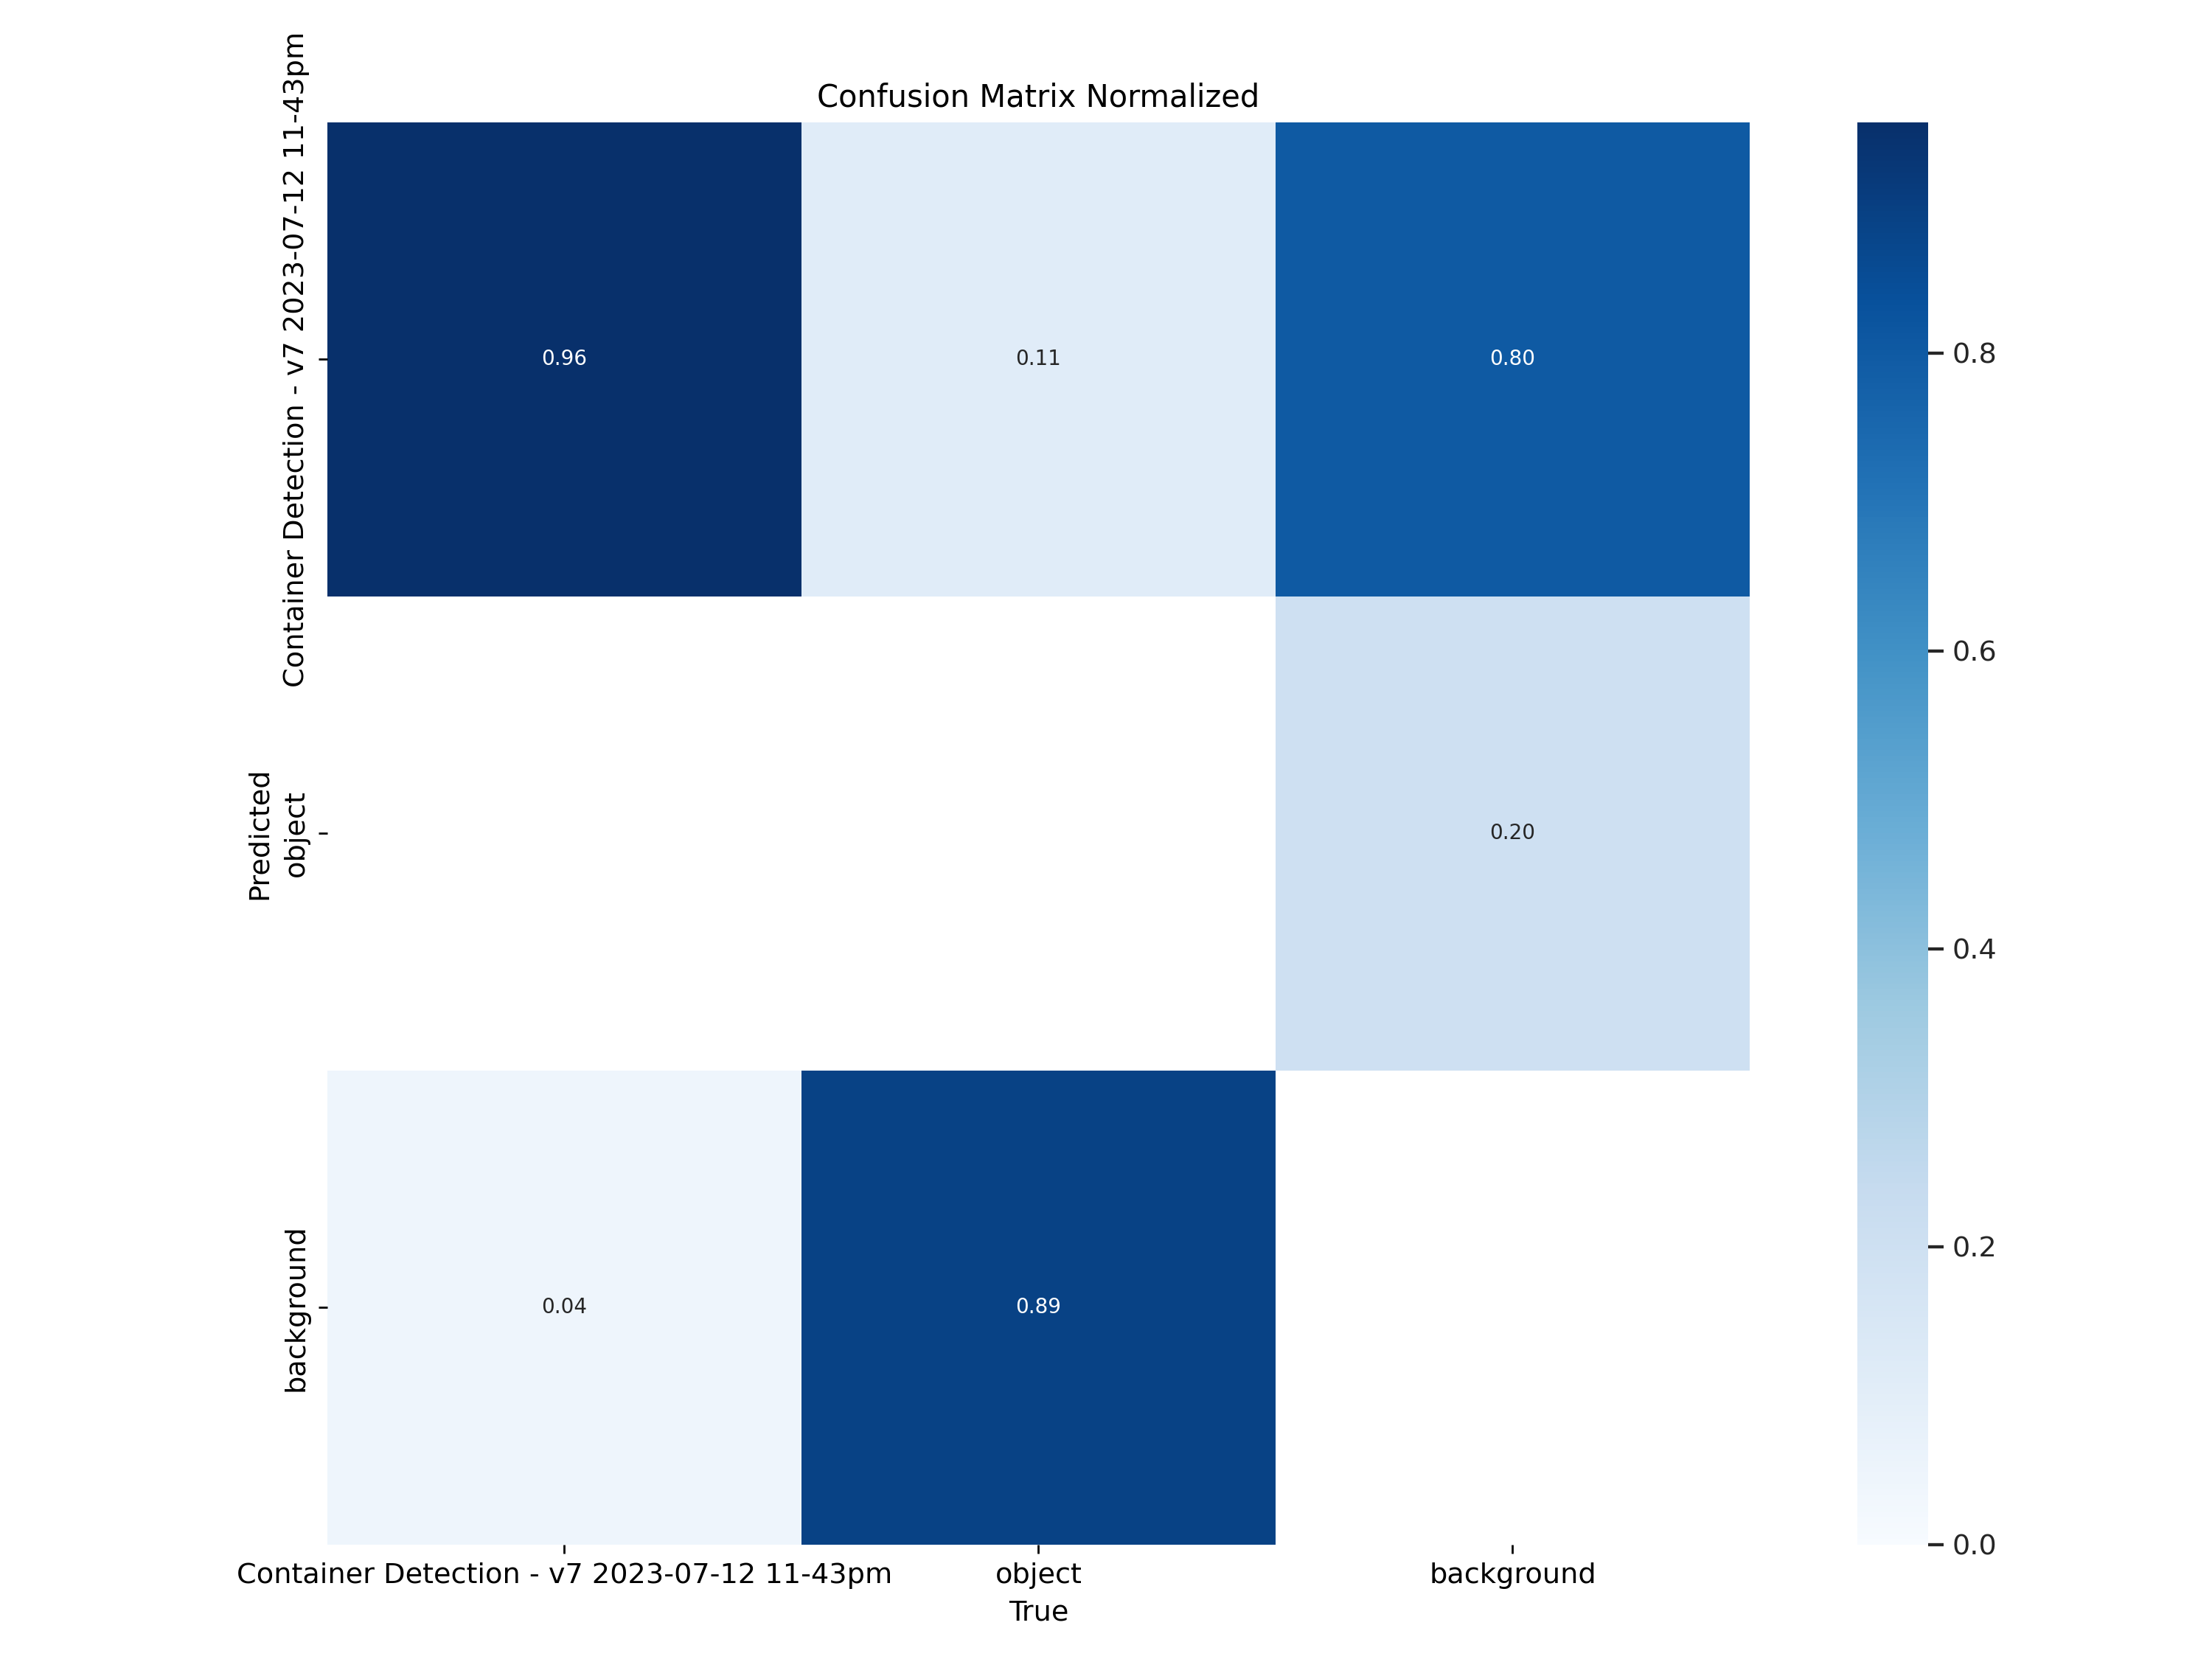 Confusion Matrix Normalized
Container Detection - v7 2023-07-12 11-43pm
object
background
Predicted
0.96
0.11
0.80
0.20
0.04
0.89
Container Detection - v7 2023-07-12 11-43pm
object
background
True
0.8
0.6
0.4
0.2
0.0